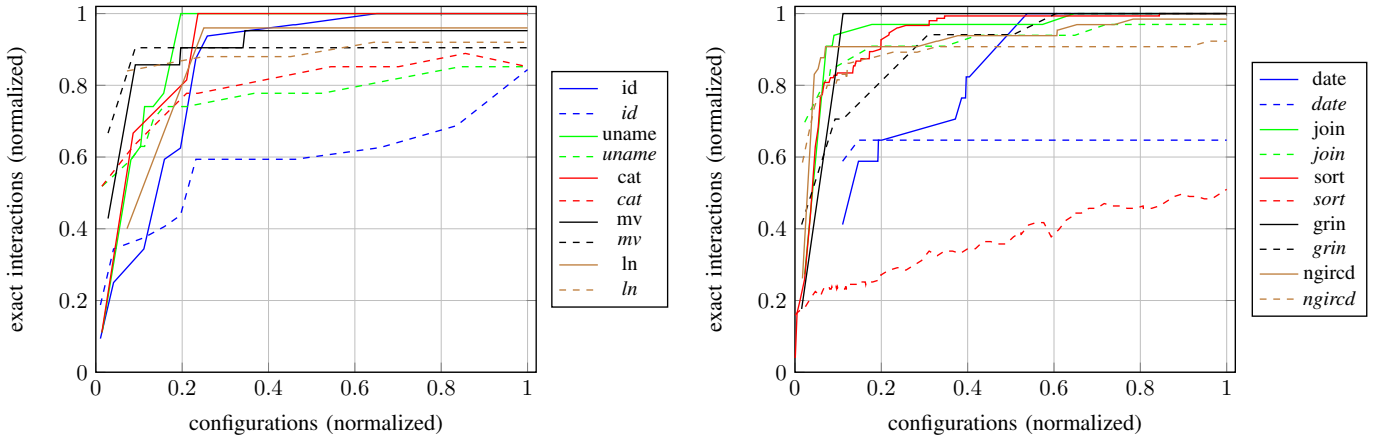 exact interactions (normalized)
1
0.8
0.6
0.4
0.2
0
0
0.2
0.4
0.6
0.8
1
configurations (normalized)
id
id
uname
uname
cat
cat
mv
mv
ln
ln
exact interactions (normalized)
1
0.8
0.6
0.4
0.2
0
0
0.2
0.4
0.6
0.8
1
configurations (normalized)
date
date
join
join
sort
sort
grin
grin
ngircd
ngircd